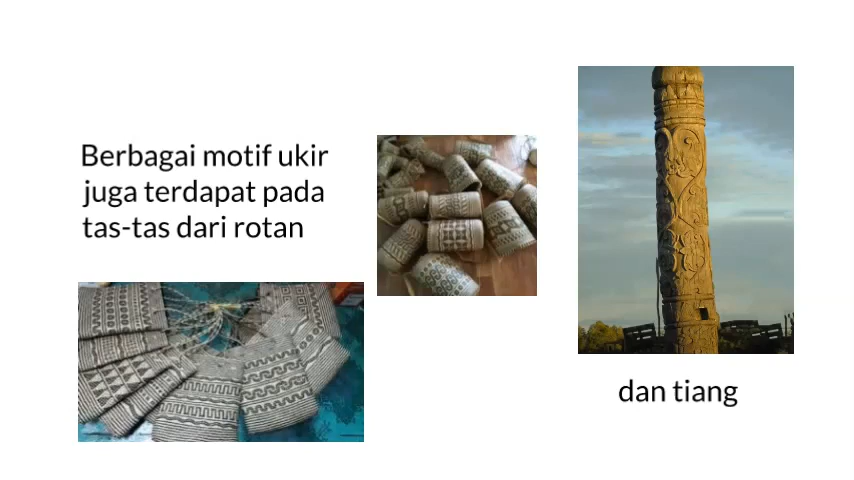 Berbagai motif ukir
juga terdapat pada
tas-tas dari rotan
dan tiang